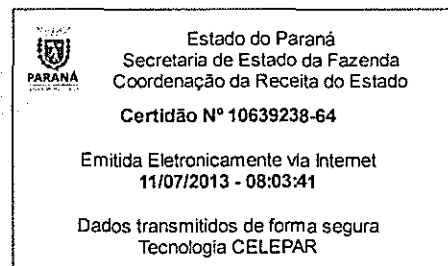 Estado do Paraná
Secretaria de Estado da Fazenda
Coordenação da Receita do Estado
PARANÁ
Certidão Nº 10639238-64
Emitida Eletronicamente via Internet
11/07/2013 - 08:03:41
Dados transmitidos de forma segura
Tecnologia CELEPAR